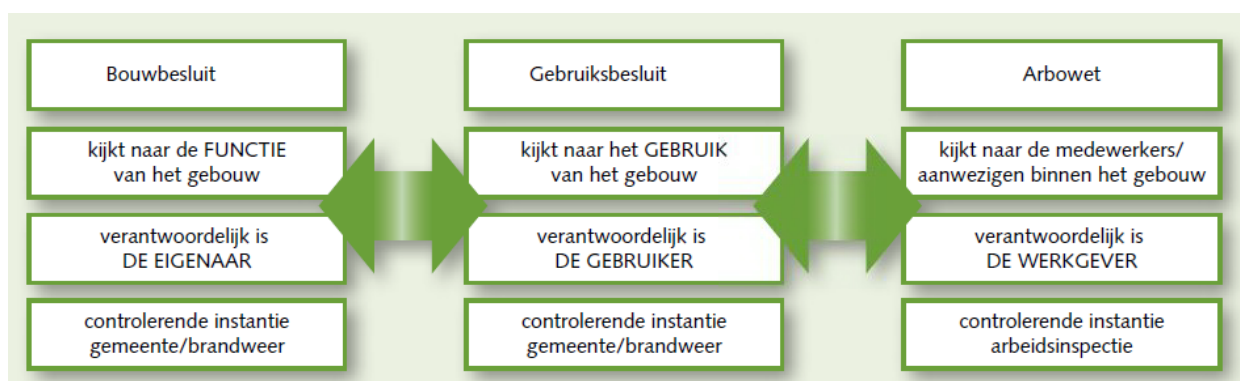 Bouwbesluit
kijkt naar de FUNCTIE
van het gebouw
verantwoordelijk is
DE EIGENAAR
controlerende instantie
gemeente/brandweer
Gebruiksbesluit
kijkt naar het GEBRUIK
van het gebouw
verantwoordelijk is
DE GEBRUIKER
controlerende instantie
gemeente/brandweer
Arbowet
kijkt naar de medewerkers/
aanwezigen binnen het gebouw
verantwoordelijk is
DE WERKGEVER
controlerende instantie
arbeidsinspectie